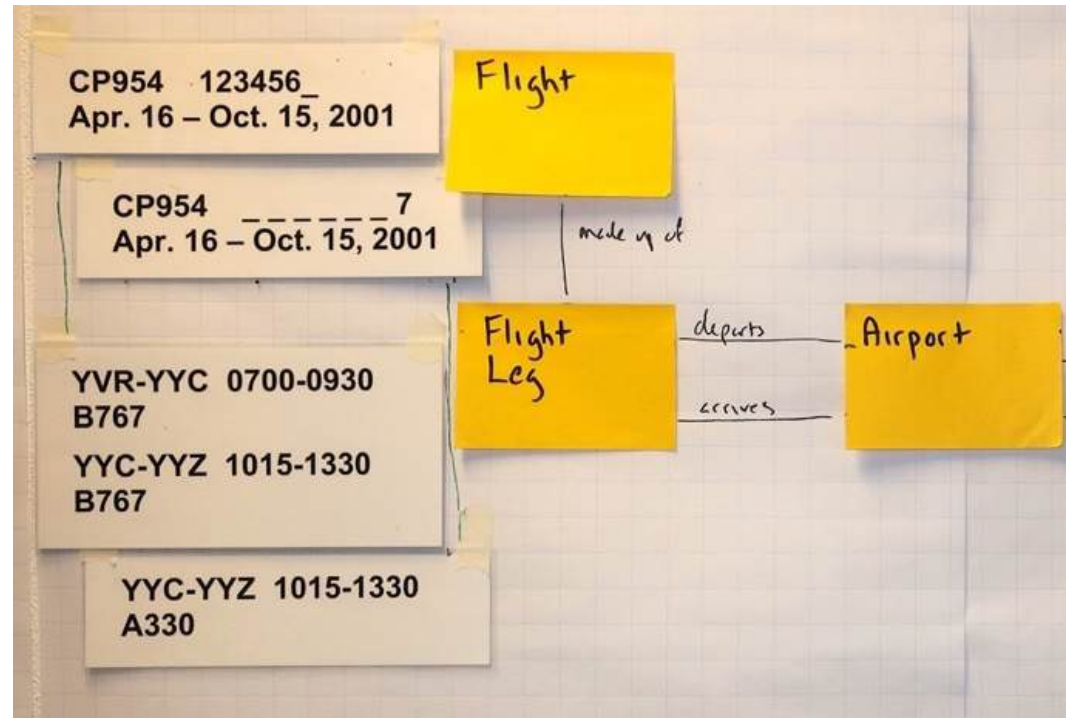 CP954 123456_
Apr. 16 – Oct. 15, 2001
CP954 _ _ _ _ _ _ 7
Apr. 16 – Oct. 15, 2001
YVR-YYC 0700-0930
B767
YYC-YYZ 1015-1330
B767
YYC-YYZ 1015-1330
A330
Flight
made up of
Flight
Leg
departs
arrives
Airport